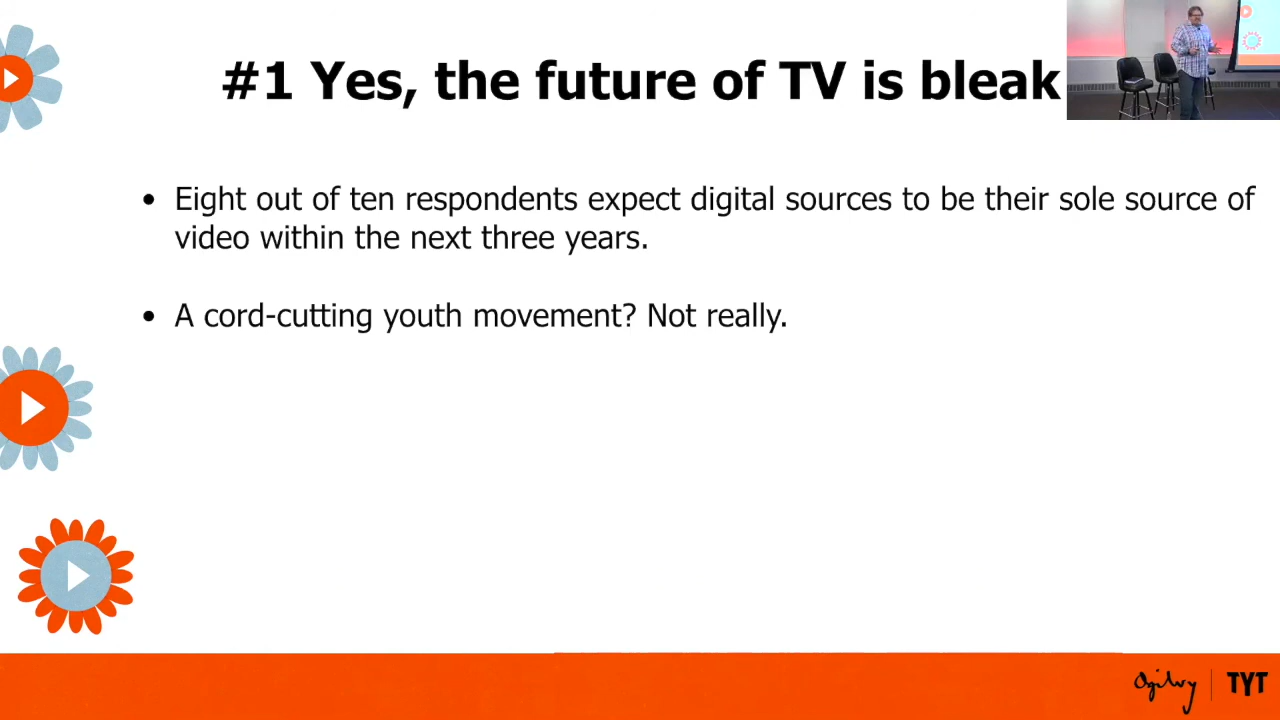 #1 Yes, the future of TV is bleak
• Eight out of ten respondents expect digital sources to be their sole source of
video within the next three years.
• A cord-cutting youth movement? Not really.
Ogilvy | TYT